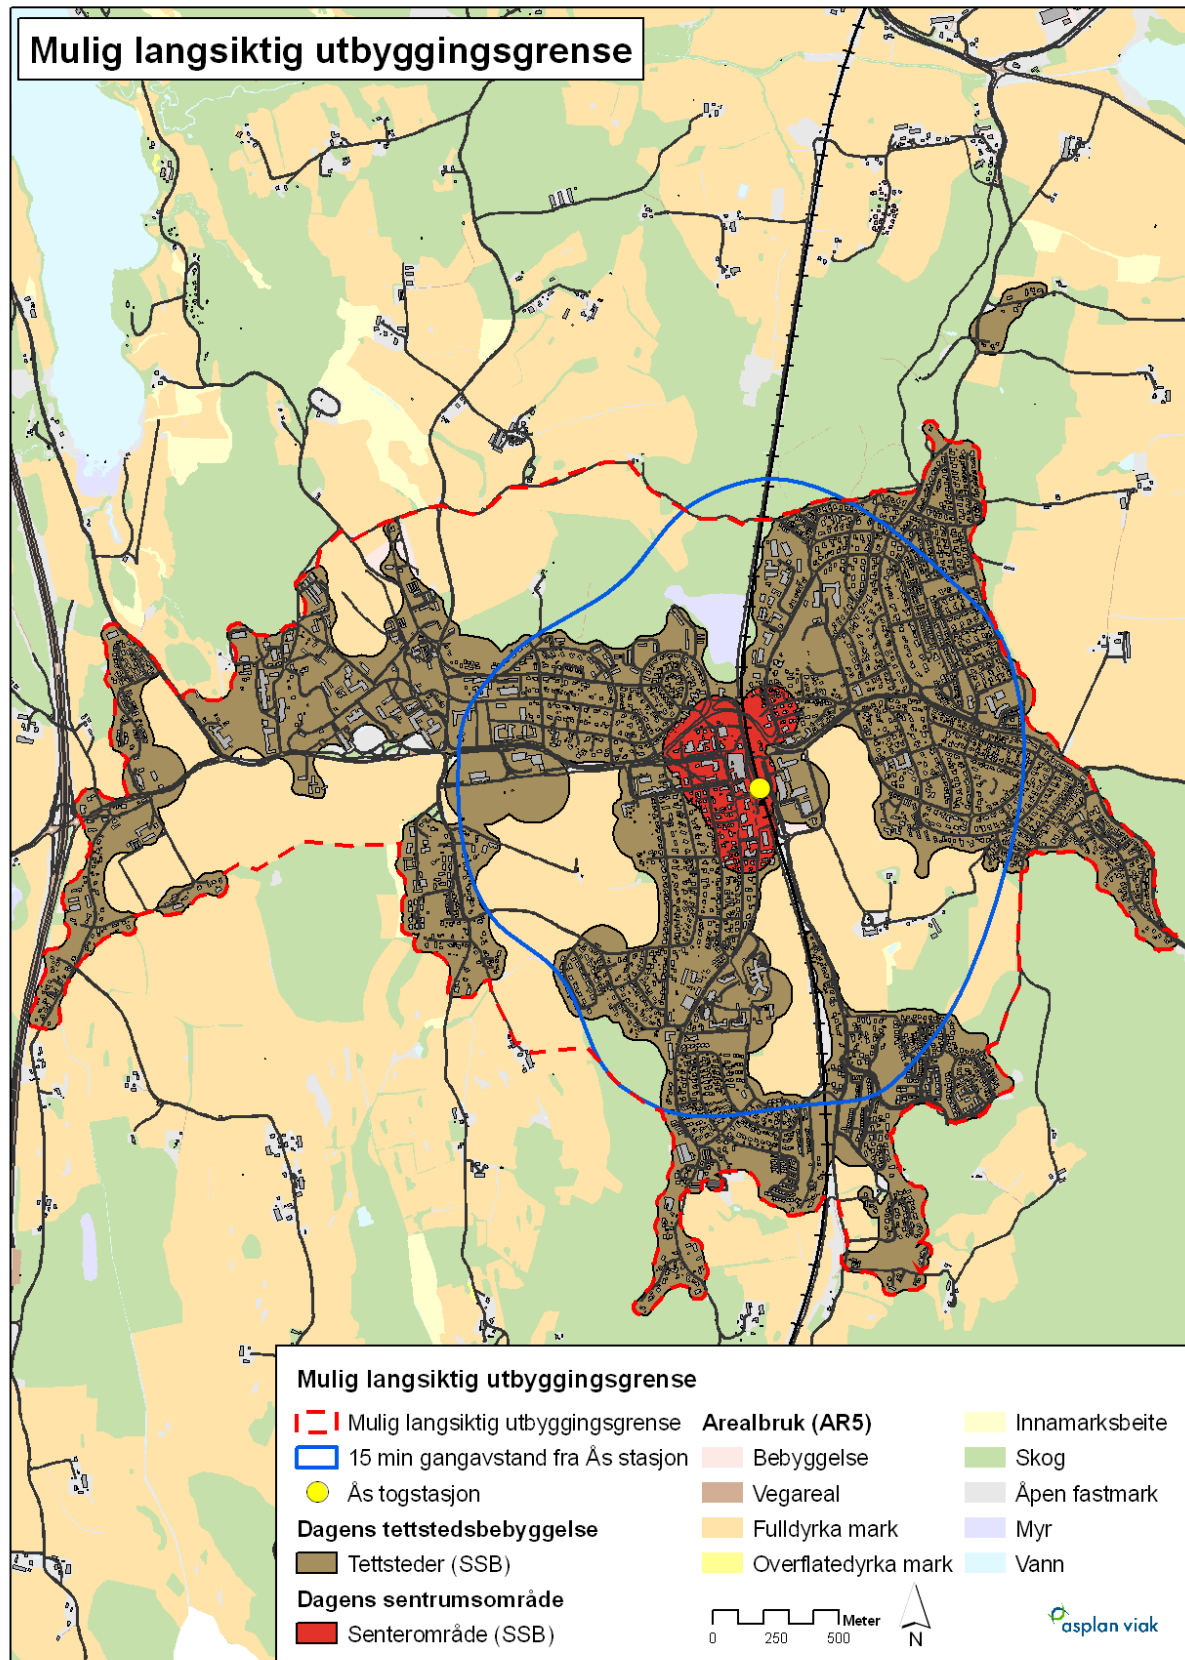 Mulig langsiktig utbyggingsgrense
Mulig langsiktig utbyggingsgrense
Mulig langsiktig utbyggingsgrense
15 min gangavstand fra Ås stasjon
Ås togstasjon
Dagens tettstedsbebyggelse
Tettsteder (SSB)
Dagens sentrumsområde
Senterområde (SSB)
Arealbruk (AR5)
Bebyggelse
Vegareal
Fulldyrka mark
Overflatedyrka mark
Innamarksbeite
Skog
Åpen fastmark
Myr
Vann
Meter
0 250 500
N
asplan viak